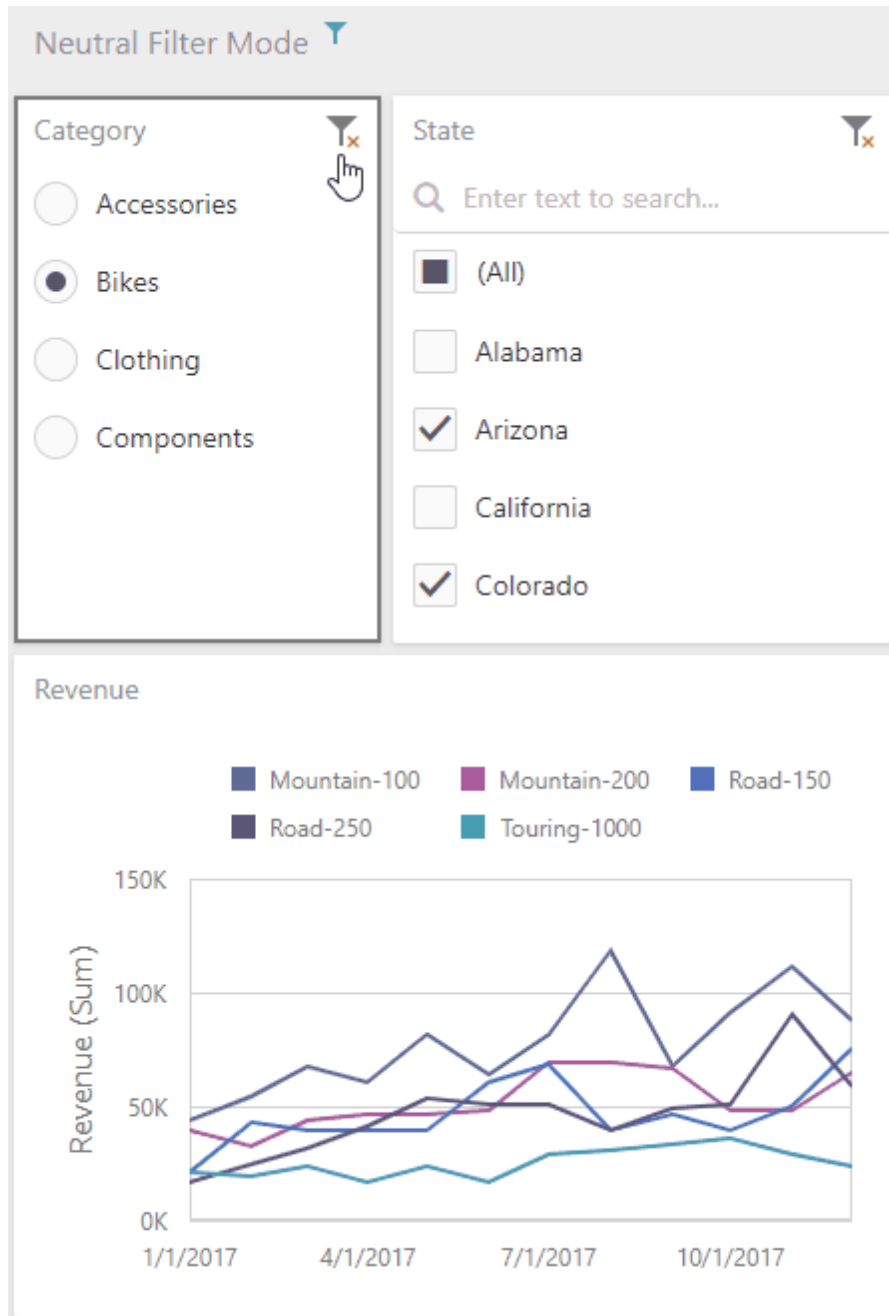 Neutral Filter Mode
Category
Accessories
Bikes
Clothing
Components
State
Enter text to search...
(All)
Alabama
Arizona
California
Colorado
Revenue
Mountain-100 Mountain-200 Road-150
Road-250 Touring-1000
Revenue (Sum)
150K
100K
50K
0K
1/1/2017 4/1/2017 7/1/2017 10/1/2017